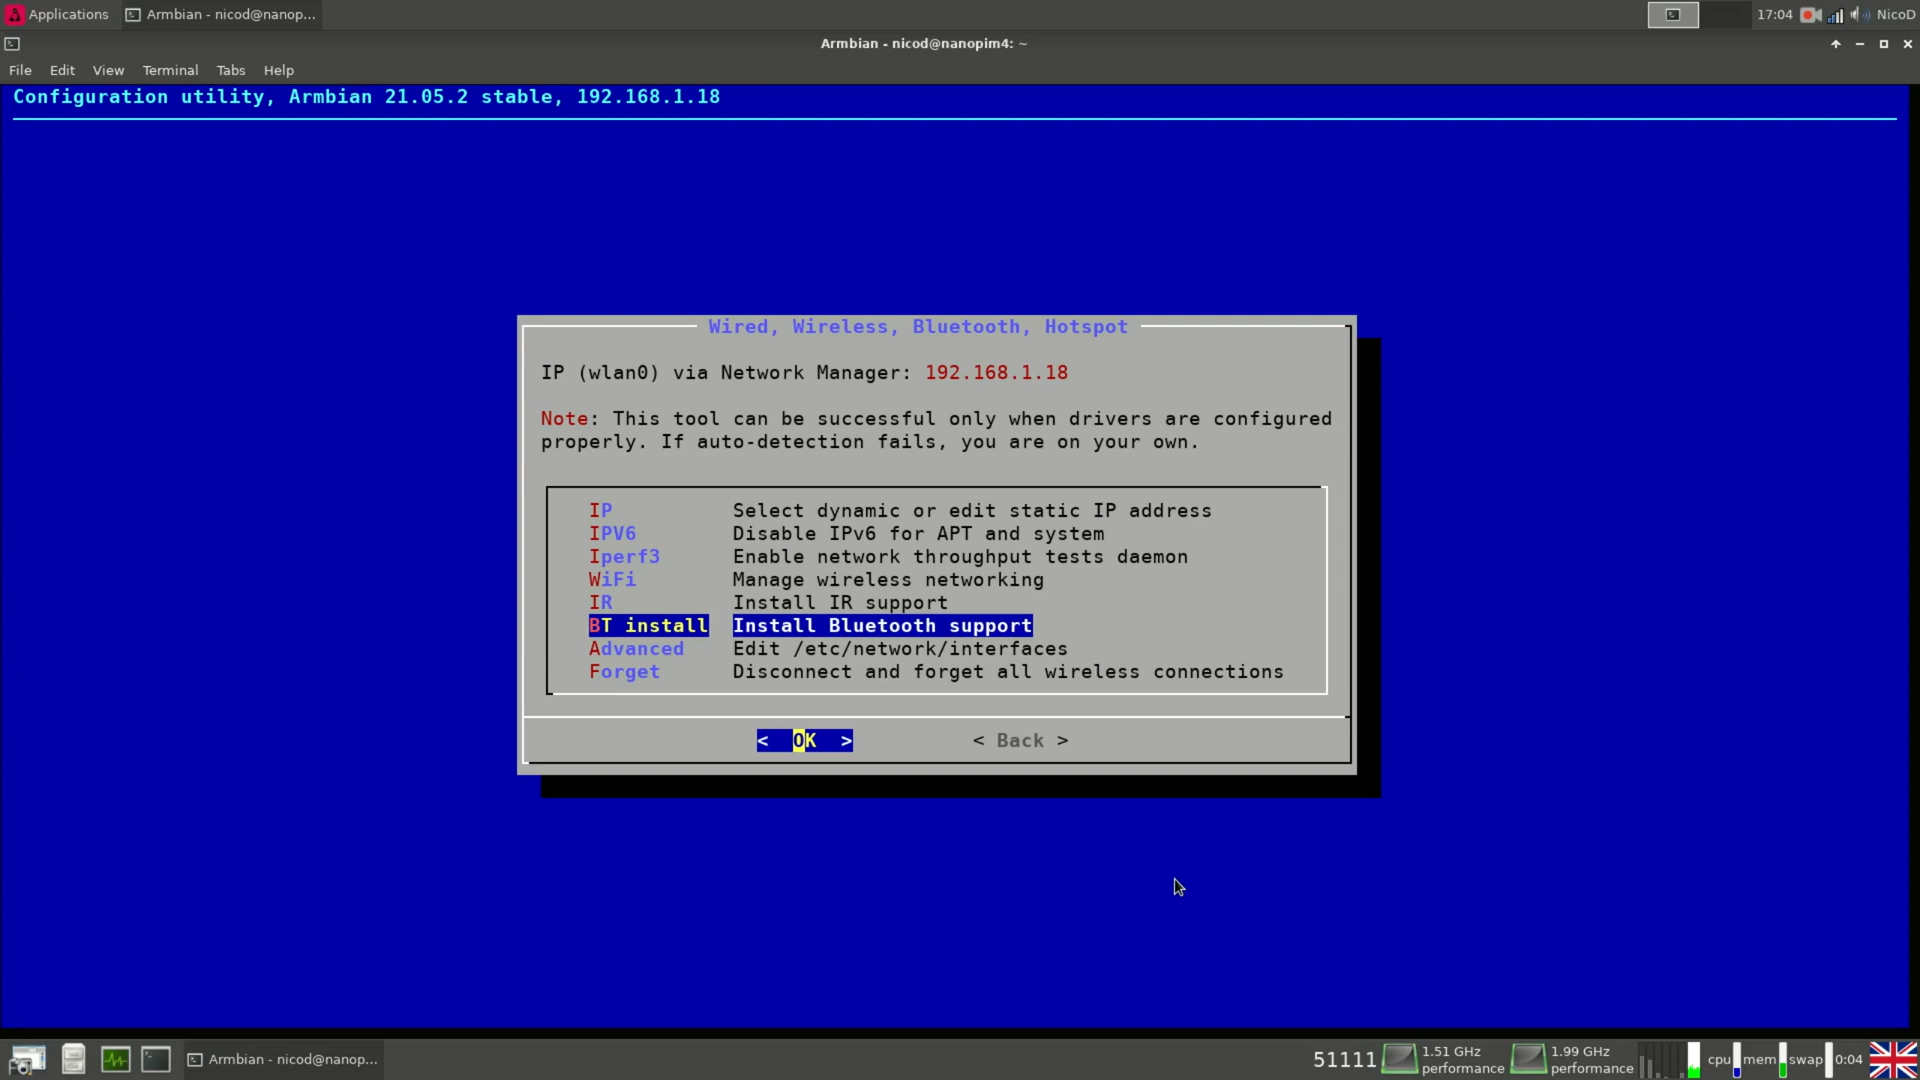 Applications Armbian - nicod@nanop... 17:04 NicoD
Armbian - nicod@nanopim4: ~
File Edit View Terminal Tabs Help
Configuration utility, Armbian 21.05.2 stable, 192.168.1.18
Wired, Wireless, Bluetooth, Hotspot
IP (wlan0) via Network Manager: 192.168.1.18
Note: This tool can be successful only when drivers are configured
properly. If auto-detection fails, you are on your own.
IP Select dynamic or edit static IP address
IPV6 Disable IPv6 for APT and system
Iperf3 Enable network throughput tests daemon
WiFi Manage wireless networking
IR Install IR support
BT install Install Bluetooth support
Advanced Edit /etc/network/interfaces
Forget Disconnect and forget all wireless connections
< OK > < Back >
Armbian - nicod@nanop... 51111 1.51 GHz performance 1.99 GHz performance cpu mem swap 0:04